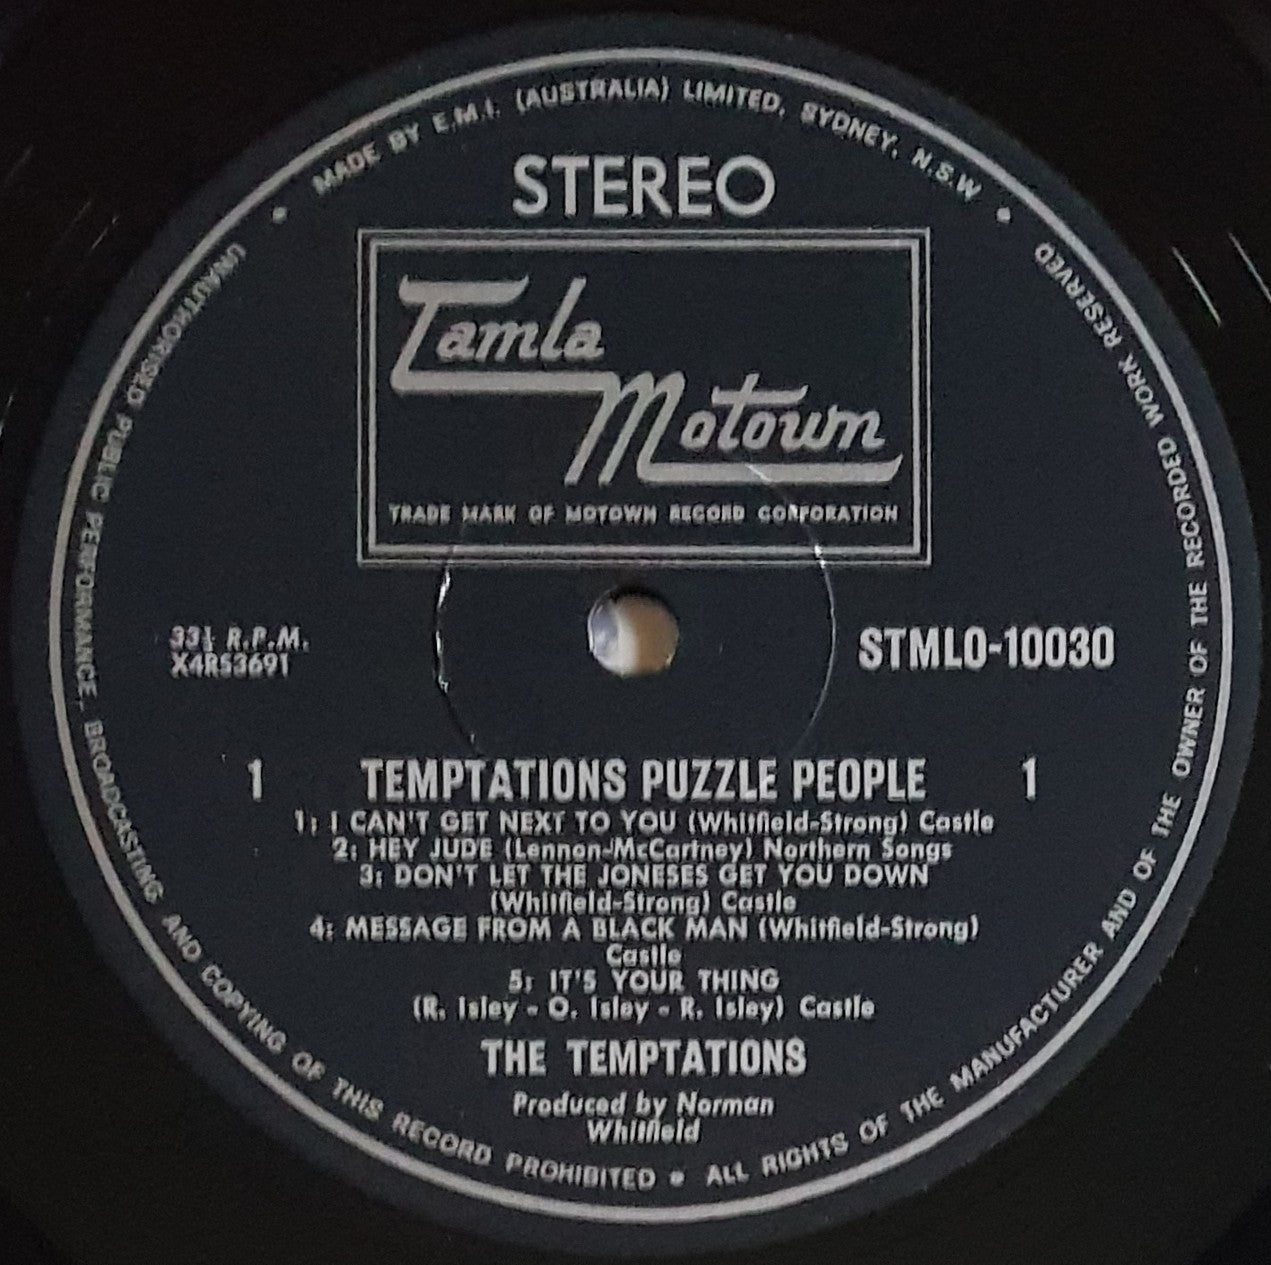 MADE BY E.M.I. (AUSTRALIA) LIMITED, SYDNEY, N.S.W
STEREO
Tamla
Motown
TRADE MARK OF MOTOWN RECORD CORPORATION
33⅓ R.P.M.
X4RS3691
STMLO-10030
1 TEMPTATIONS PUZZLE PEOPLE 1
1: I CAN'T GET NEXT TO YOU (Whitfield-Strong) Castle
2: HEY JUDE (Lennon-McCartney) Northern Songs
3: DON'T LET THE JONESES GET YOU DOWN
(Whitfield-Strong) Castle
4: MESSAGE FROM A BLACK MAN (Whitfield-Strong)
Castle
5: IT'S YOUR THING
(R. Isley - O. Isley - R. Isley) Castle
THE TEMPTATIONS
Produced by Norman
Whitfield
UNAUTHORISED PUBLIC PERFORMANCE, BROADCASTING AND COPYING OF THIS RECORD PROHIBITED • ALL RIGHTS OF THE MANUFACTURER AND OF THE OWNER OF THE RECORDED WORK RESERVED